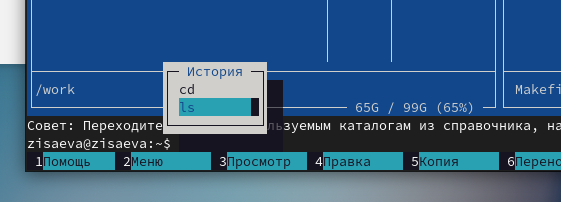 История
cd
/work
Makefi
ls
65G / 99G (65%)
Совет: Переходите льзуемым каталогам из справочника, на
zisaeva@zisaeva:~$
1Помощь 2Меню 3Просмотр 4Правка 5Копия 6Перено